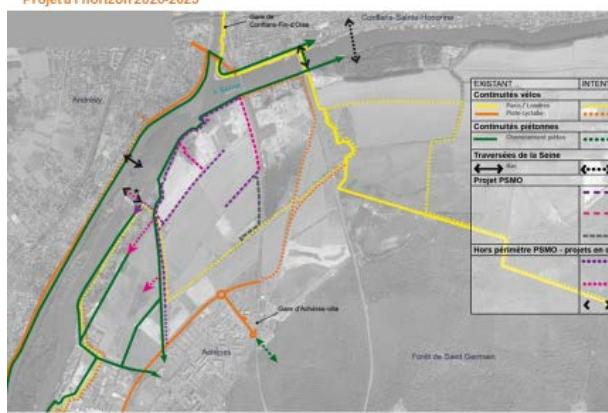 Projet à l'horizon 2020-2025
Gare de
Conflans-Fin-d'Oise
Conflans-Sainte-Honorine
Andrésy
EXISTANT
INTENT
Continuités vélos
Paris / Londres
Piste cyclable
Continuités piétonnes
Cheminement piéton
Traversées de la Seine
Bac
Projet PSMO
Hors périmètre PSMO - projets en
Gare d'Achères-ville
Achères
Forêt de Saint Germain